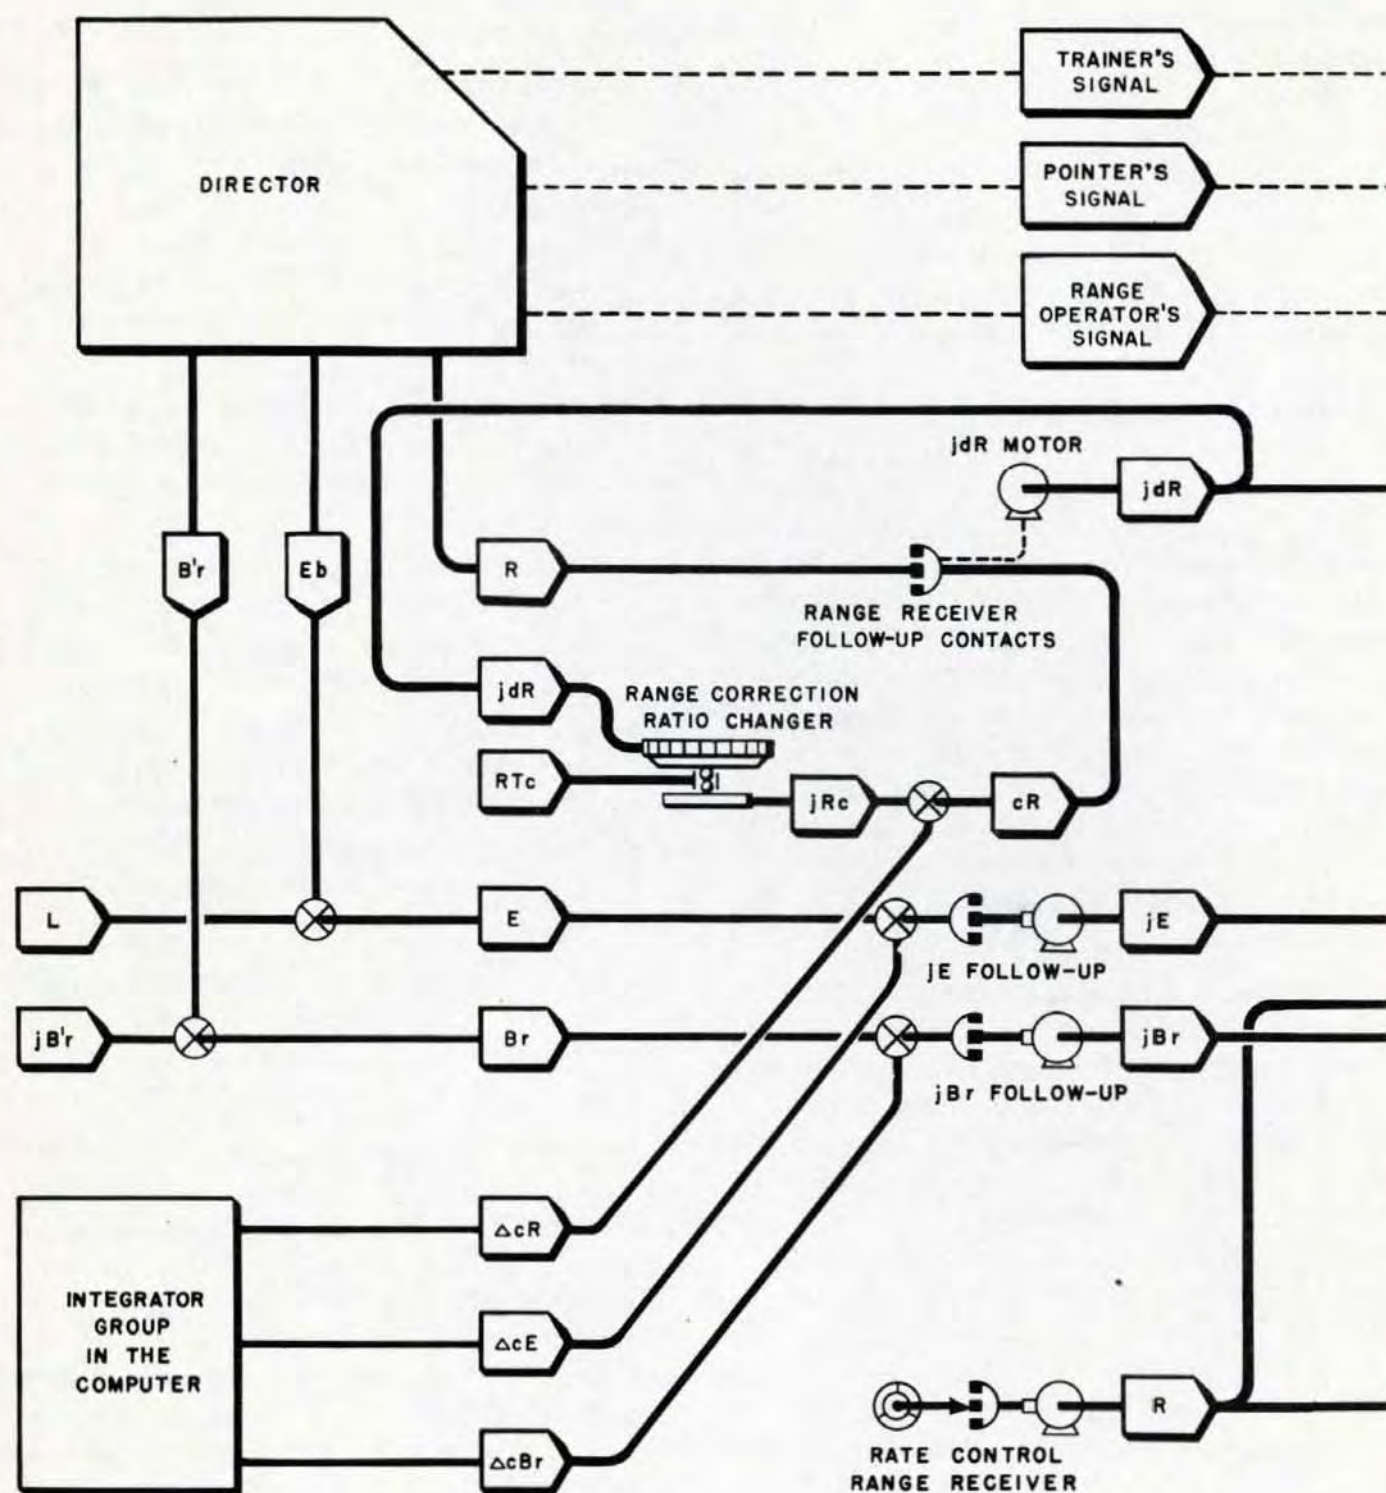 TRAINER'S
SIGNAL
DIRECTOR
POINTER'S
SIGNAL
RANGE
OPERATOR'S
SIGNAL
jdR MOTOR
jdR
B'r
Eb
R
RANGE RECEIVER
FOLLOW-UP CONTACTS
jdR
RANGE CORRECTION
RATIO CHANGER
RTc
jRc
cR
L
E
jE
jE FOLLOW-UP
jB'r
Br
jBr
jBr FOLLOW-UP
ΔcR
INTEGRATOR
GROUP
IN THE
COMPUTER
ΔcE
ΔcBr
R
RATE CONTROL
RANGE RECEIVER